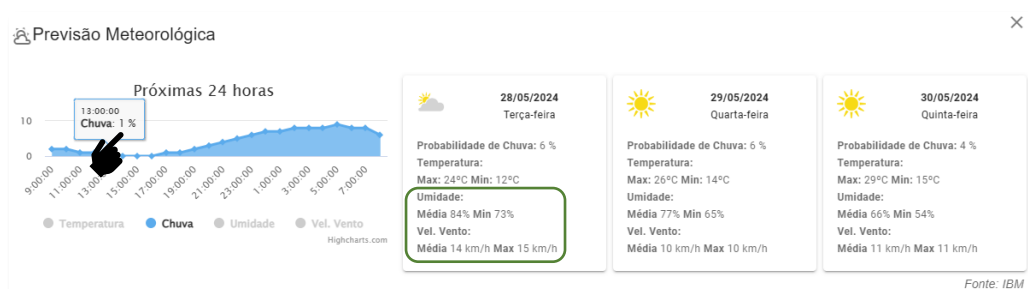 Previsão Meteorológica
Próximas 24 horas
13:00:00
Chuva: 1 %
10
0
9:00:00
11:00:00
13:00:00
15:00:00
17:00:00
19:00:00
21:00:00
23:00:00
1:00:00
3:00:00
5:00:00
7:00:00
Temperatura
Chuva
Umidade
Vel. Vento
Highcharts.com
28/05/2024
Terça-feira
Probabilidade de Chuva: 6 %
Temperatura:
Max: 24ºC Min: 12ºC
Umidade:
Média 84% Min 73%
Vel. Vento:
Média 14 km/h Max 15 km/h
29/05/2024
Quarta-feira
Probabilidade de Chuva: 6 %
Temperatura:
Max: 26ºC Min: 14ºC
Umidade:
Média 77% Min 65%
Vel. Vento:
Média 10 km/h Max 10 km/h
30/05/2024
Quinta-feira
Probabilidade de Chuva: 4 %
Temperatura:
Max: 29ºC Min: 15ºC
Umidade:
Média 66% Min 54%
Vel. Vento:
Média 11 km/h Max 11 km/h
Fonte: IBM